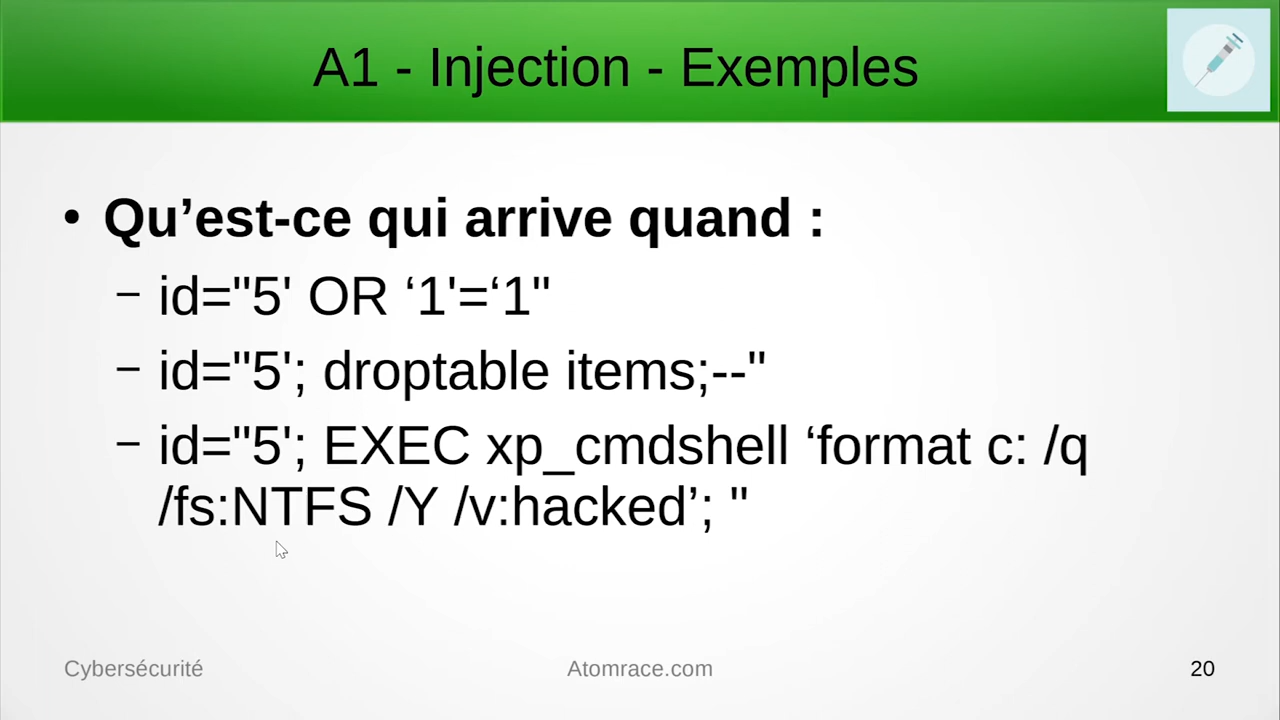 A1 - Injection - Exemples
• Qu’est-ce qui arrive quand :
– id="5' OR ‘1'=‘1"
– id="5'; droptable items;--"
– id="5'; EXEC xp_cmdshell ‘format c: /q
/fs:NTFS /Y /v:hacked’; "
Cybersécurité
Atomrace.com
20